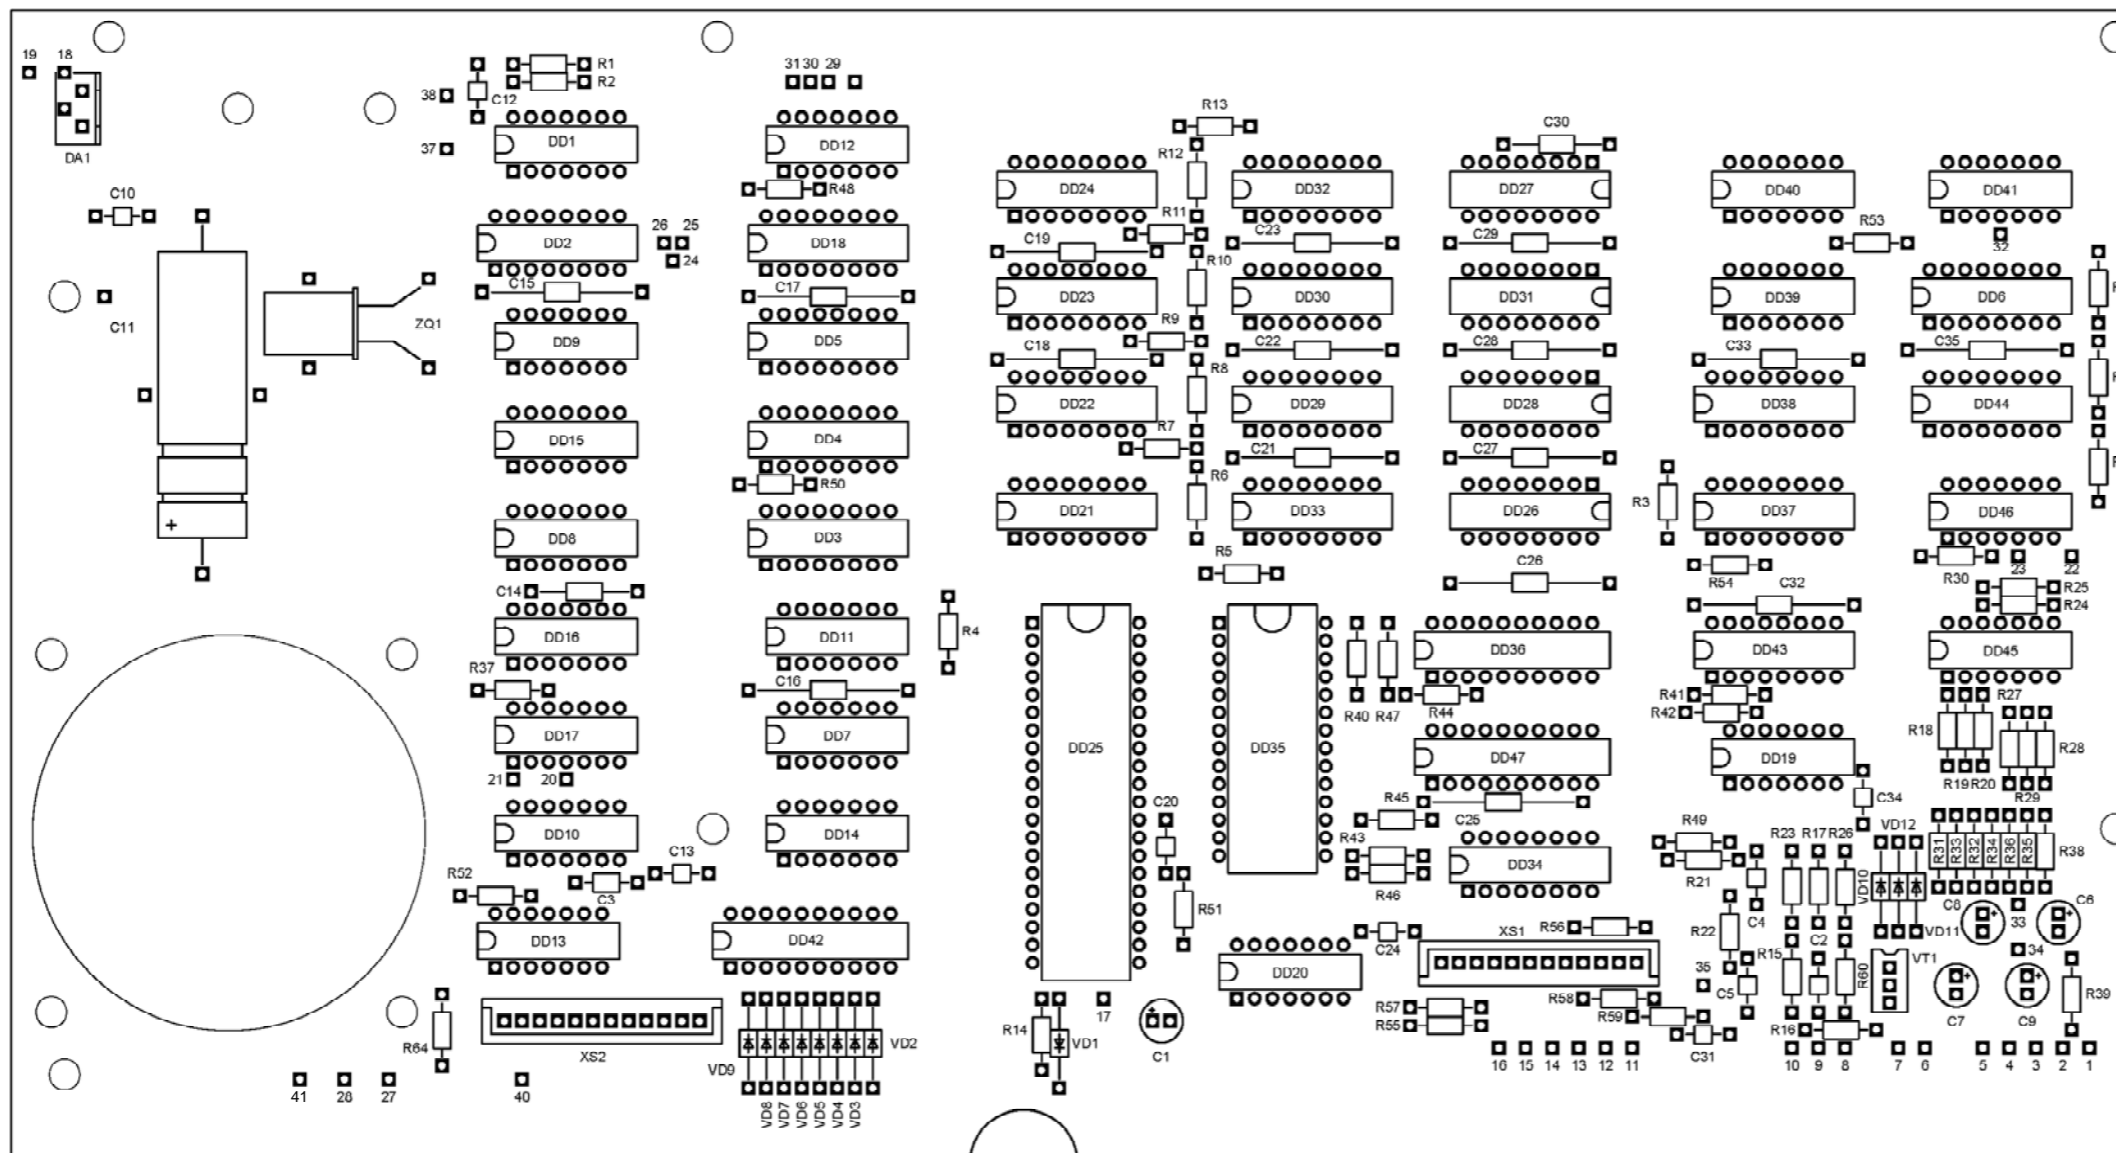 19 18
R1
R2
31 30 29
38
C12
R13
C30
DA1
37
DD1
DD12
R12
R48
DD24
DD32
DD27
DD40
DD41
C10
R11
R53
26 25
24
DD2
DD18
C19
C23
C29
32
R10
C15
C17
C11
ZQ1
DD23
DD30
DD31
DD39
DD6
R
DD9
DD5
R9
C18
C22
C28
C33
C35
R8
DD22
DD29
DD28
DD38
DD44
R
DD15
DD4
R7
C21
C27
R
R50
R6
R3
DD21
DD33
DD26
DD37
DD46
+
DD8
DD3
R5
C26
R54
R30
23
22
C14
C32
R25
R24
DD16
DD11
R4
DD36
DD43
DD45
R37
C16
R40
R47
R44
R41
R42
R27
R18
R28
DD17
DD7
DD25
DD35
DD47
DD19
21 20
R19
R20
R29
C20
R45
C25
C34
DD10
DD14
R43
R49
R23
R17
R26
VD12
R31
R33
R32
R34
R36
R35
R38
C13
R46
DD34
R21
R52
C3
VD10
R51
C4
C8
C6
33
DD13
DD42
C24
XS1
R56
R22
VD11
+
+
R15
C2
34
DD20
35
C5
R60
VT1
+
+
R58
R57
R55
R59
R39
R64
XS2
VD9
VD2
R14
VD1
17
+
C1
C31
R16
C7
C9
16 15 14 13 12 11
10 9 8
7 6
5 4 3 2 1
41 28 27
40
VD8
VD7
VD6
VD5
VD4
VD3